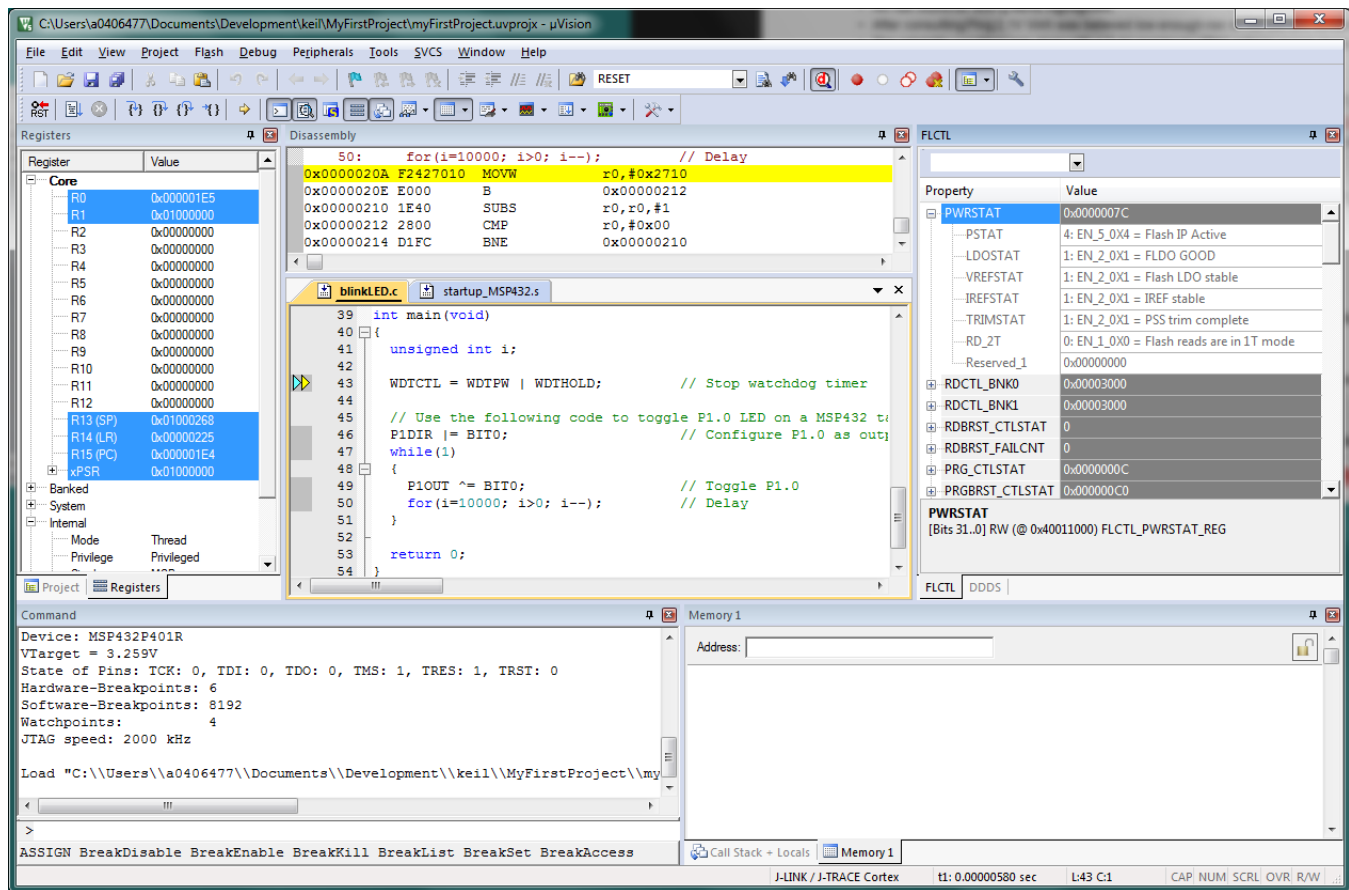 C:\Users\a0406477\Documents\Development\keil\MyFirstProject\myFirstProject.uvprojx - µVision
File Edit View Project Flash Debug Peripherals Tools SVCS Window Help
RESET
RST
Registers
Register Value
Core
R0 0x000001E5
R1 0x01000000
R2 0x00000000
R3 0x00000000
R4 0x00000000
R5 0x00000000
R6 0x00000000
R7 0x00000000
R8 0x00000000
R9 0x00000000
R10 0x00000000
R11 0x00000000
R12 0x00000000
R13 (SP) 0x01000268
R14 (LR) 0x00000225
R15 (PC) 0x000001E4
xPSR 0x01000000
Banked
System
Internal
Mode Thread
Privilege Privileged
Project Registers
Disassembly
50: for(i=10000; i>0; i--); // Delay
0x0000020A F2427010 MOVW r0,#0x2710
0x0000020E E000 B 0x00000212
0x00000210 1E40 SUBS r0,r0,#1
0x00000212 2800 CMP r0,#0x00
0x00000214 D1FC BNE 0x00000210
blinkLED.c startup_MSP432.s
39 int main(void)
40 {
41 unsigned int i;
42
43 WDTCTL = WDTPW | WDTHOLD; // Stop watchdog timer
44
45 // Use the following code to toggle P1.0 LED on a MSP432 ta
46 P1DIR |= BIT0; // Configure P1.0 as outp
47 while(1)
48 {
49 P1OUT ^= BIT0; // Toggle P1.0
50 for(i=10000; i>0; i--); // Delay
51 }
52
53 return 0;
54 }
FLCTL
Property Value
PWRSTAT 0x0000007C
PSTAT 4: EN_5_0X4 = Flash IP Active
LDOSTAT 1: EN_2_0X1 = FLDO GOOD
VREFSTAT 1: EN_2_0X1 = Flash LDO stable
IREFSTAT 1: EN_2_0X1 = IREF stable
TRIMSTAT 1: EN_2_0X1 = PSS trim complete
RD_2T 0: EN_1_0X0 = Flash reads are in 1T mode
Reserved_1 0x00000000
RDCTL_BNK0 0x00003000
RDCTL_BNK1 0x00003000
RDBRST_CTLSTAT 0
RDBRST_FAILCNT 0
PRG_CTLSTAT 0x0000000C
PRGBRST_CTLSTAT 0x000000C0
PWRSTAT
[Bits 31..0] RW (@ 0x40011000) FLCTL_PWRSTAT_REG
FLCTL DDDS
Command
Device: MSP432P401R
VTarget = 3.259V
State of Pins: TCK: 0, TDI: 0, TDO: 0, TMS: 1, TRES: 1, TRST: 0
Hardware-Breakpoints: 6
Software-Breakpoints: 8192
Watchpoints: 4
JTAG speed: 2000 kHz
Load "C:\\Users\\a0406477\\Documents\\Development\\keil\\MyFirstProject\\my
>
ASSIGN BreakDisable BreakEnable BreakKill BreakList BreakSet BreakAccess
Memory 1
Address:
Call Stack + Locals Memory 1
J-LINK / J-TRACE Cortex t1: 0.00000580 sec L:43 C:1 CAP NUM SCRL OVR R/W